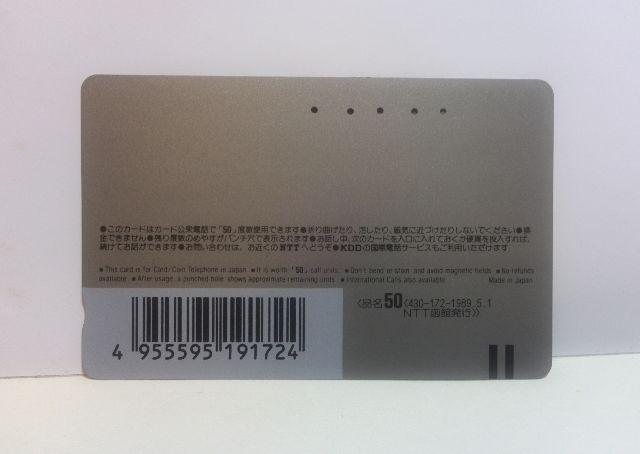 ●このカードはカード公衆電話で「50」度数使用できます●折り曲げたり、汚したり、磁気に近づけたりしないでください●換
金できません●残り度数のめやすがパンチ穴で表示されます●お話し中、次のカードを入口に入れておくか硬貨を投入すれば、
続けてお話ができます●お問い合わせは、お近くのNTTへどうぞ●KDDの国際電話サービスもご利用いただけます
●This card is for Card/Coin Telephone in Japan ●It is worth「50」call units. ●Don't bend or stain and avoid magnetic fields ●No refunds
available ●After usage, a punched hole shows approximate remaining units ●International Calls also available Made in Japan
〈品名50〈430-172-1989.5.1
NTT函館発行〉〉
4 955595 191724